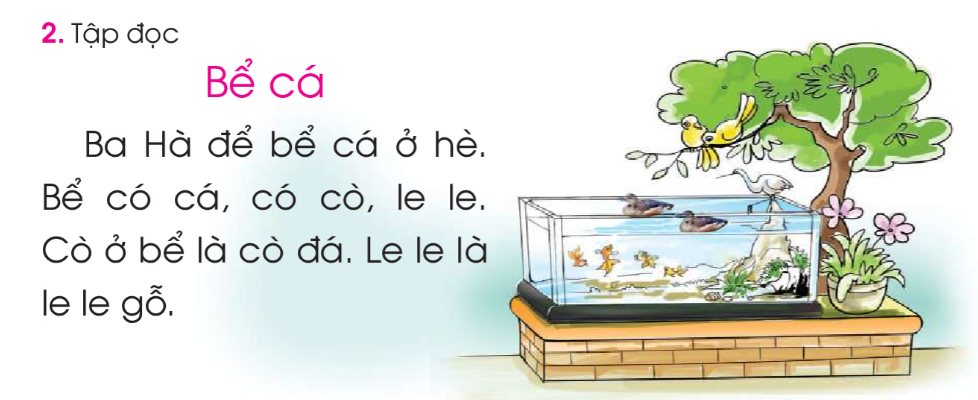 2. Tập đọc
Bể cá
Ba Hà để bể cá ở hè.
Bể có cá, có cò, le le.
Cò ở bể là cò đá. Le le là
le le gỗ.